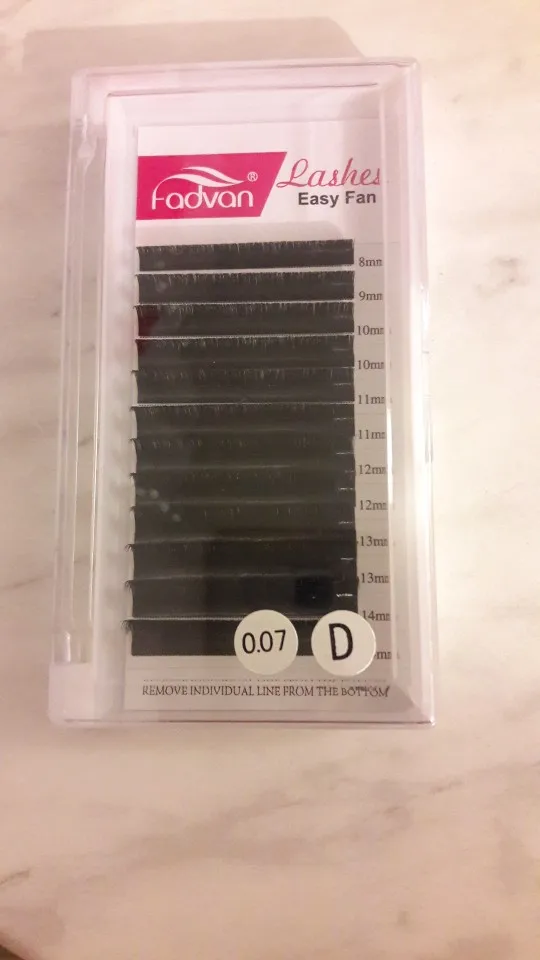 Fadvan®
Lashes
Easy Fan
8mm
9mm
10mm
10mm
11mm
11mm
12mm
12mm
13mm
13mm
14mm
0.07
D
REMOVE INDIVIDUAL LINE FROM THE BOTTOM